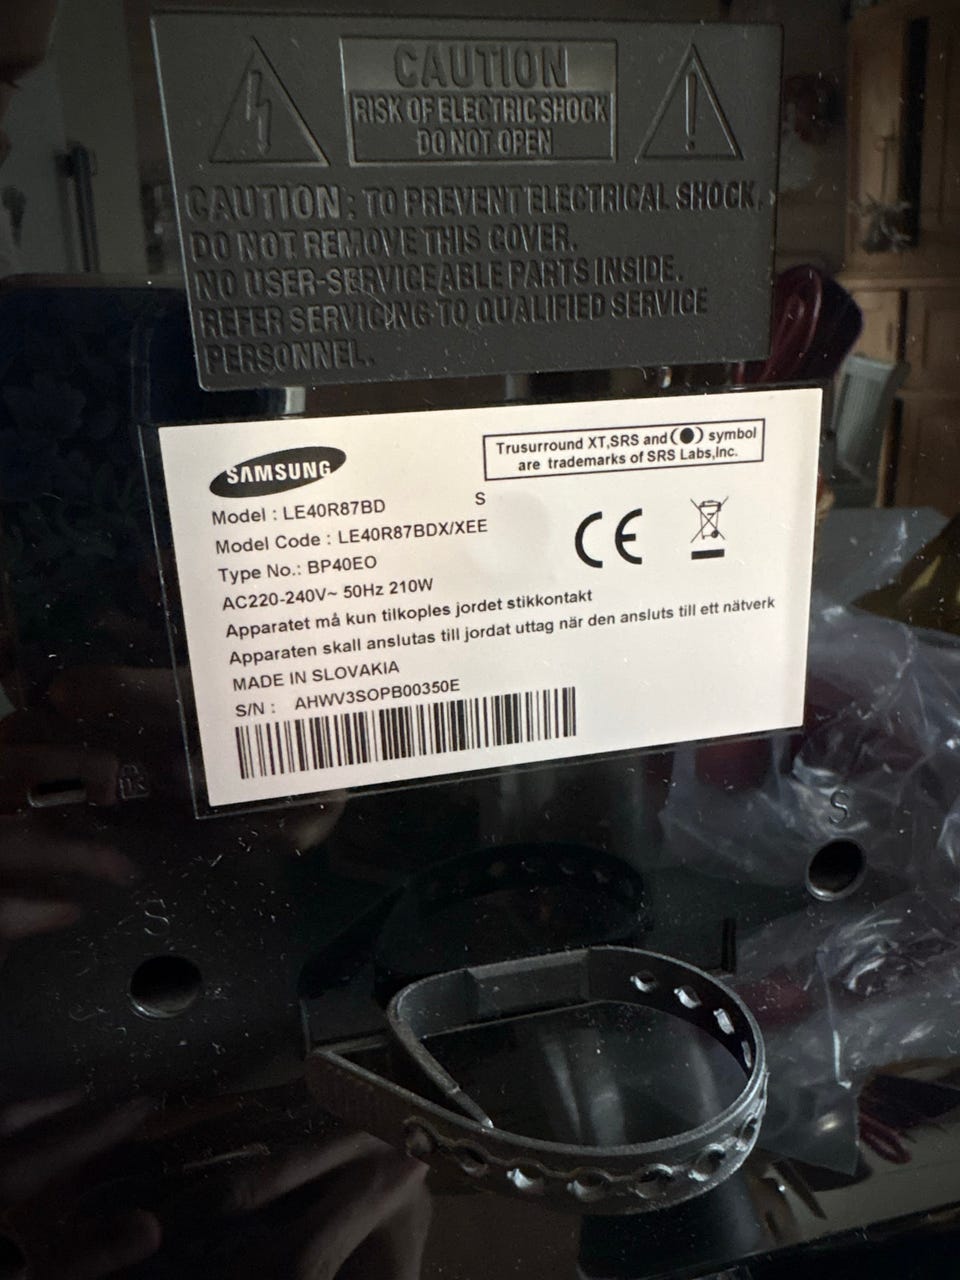 CAUTION
RISK OF ELECTRIC SHOCK
DO NOT OPEN
CAUTION : TO PREVENT ELECTRICAL SHOCK,
DO NOT REMOVE THIS COVER.
NO USER-SERVICEABLE PARTS INSIDE.
REFER SERVICING TO QUALIFIED SERVICE
PERSONNEL.
SAMSUNG
Trusurround XT,SRS and (●) symbol
are trademarks of SRS Labs,Inc.
Model : LE40R87BD S
Model Code : LE40R87BDX/XEE
Type No.: BP40EO
AC220-240V~ 50Hz 210W
CE
Apparatet må kun tilkoples jordet stikkontakt
Apparaten skall anslutas till jordat uttag när den ansluts till ett nätverk
MADE IN SLOVAKIA
S/N : AHWV3SOPB00350E
S
S